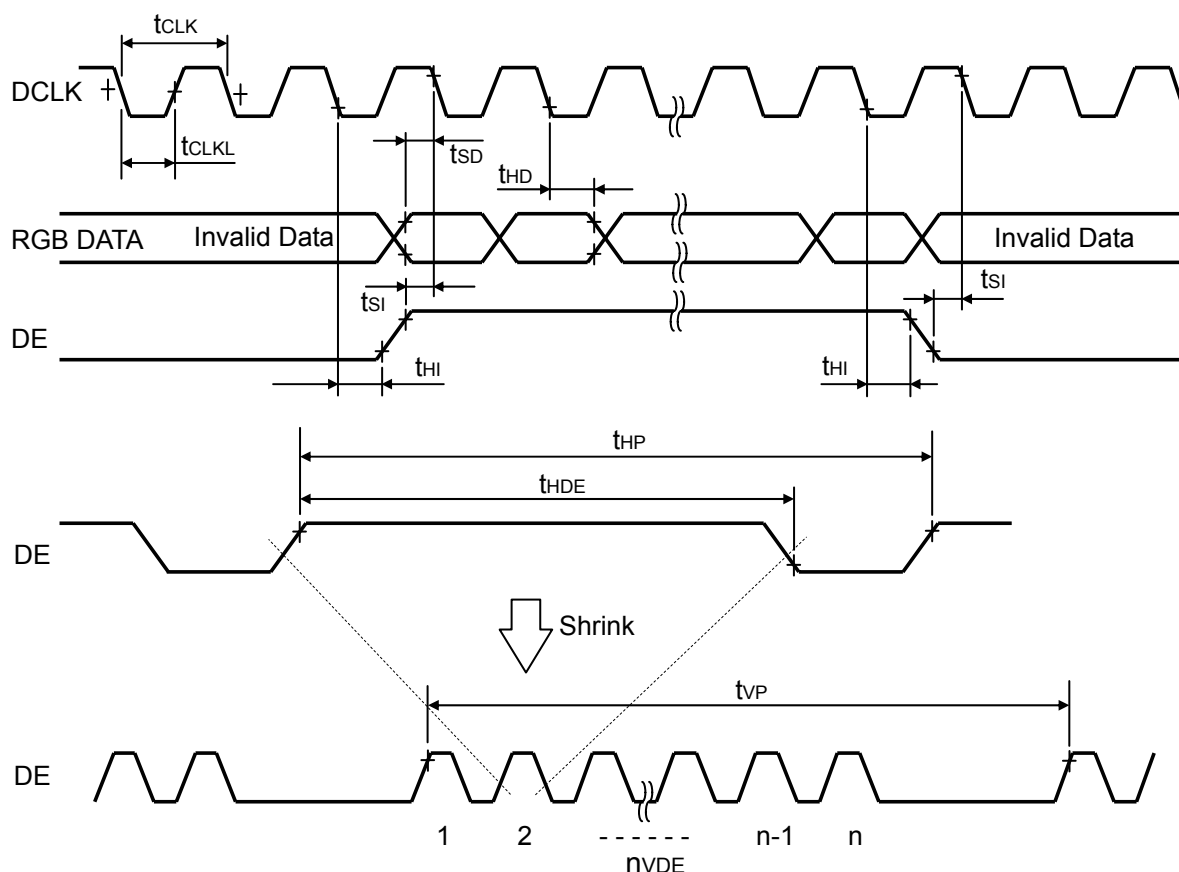 tCLK
DCLK
tCLKL
tSD
tHD
RGB DATA
Invalid Data
Invalid Data
tSI
tSI
DE
tHI
tHI
tHP
tHDE
DE
Shrink
tVP
DE
1 2 n-1 n
nVDE